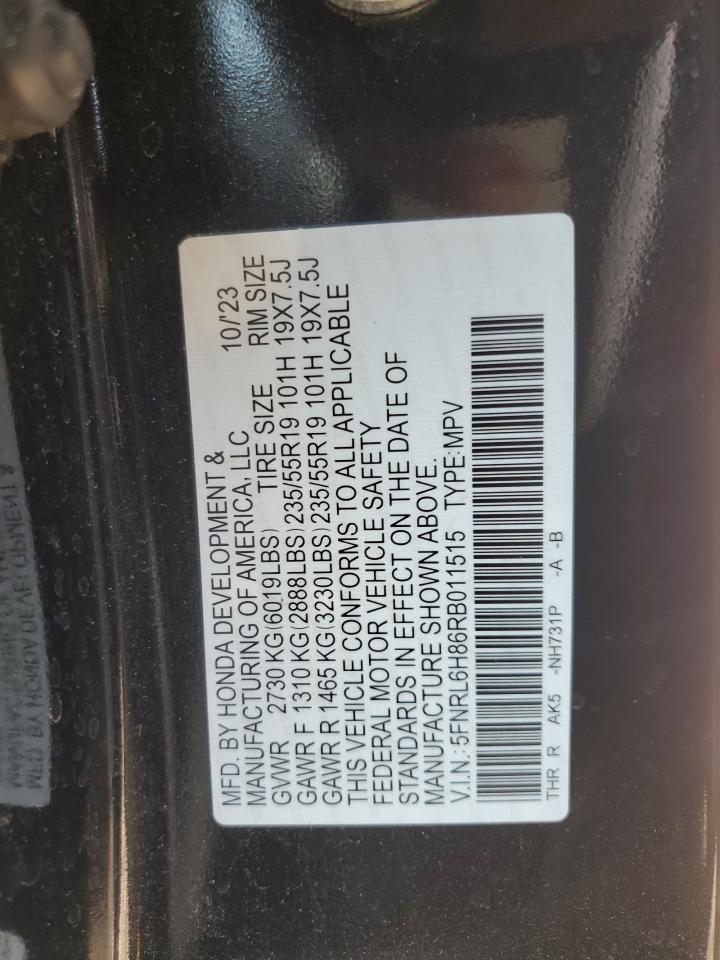 MFD. BY HONDA DEVELOPMENT &
MANUFACTURING OF AMERICA, LLC 10/'23
GVWR 2730 KG (6019LBS) TIRE SIZE RIM SIZE
GAWR F 1310 KG (2888LBS) 235/55R19 101H 19X7.5J
GAWR R 1465 KG (3230LBS) 235/55R19 101H 19X7.5J
THIS VEHICLE CONFORMS TO ALL APPLICABLE
FEDERAL MOTOR VEHICLE SAFETY
STANDARDS IN EFFECT ON THE DATE OF
MANUFACTURE SHOWN ABOVE.
V.I.N.: 5FNRL6H86RB011515 TYPE: MPV
THR R AK5 -NH731P -A -B